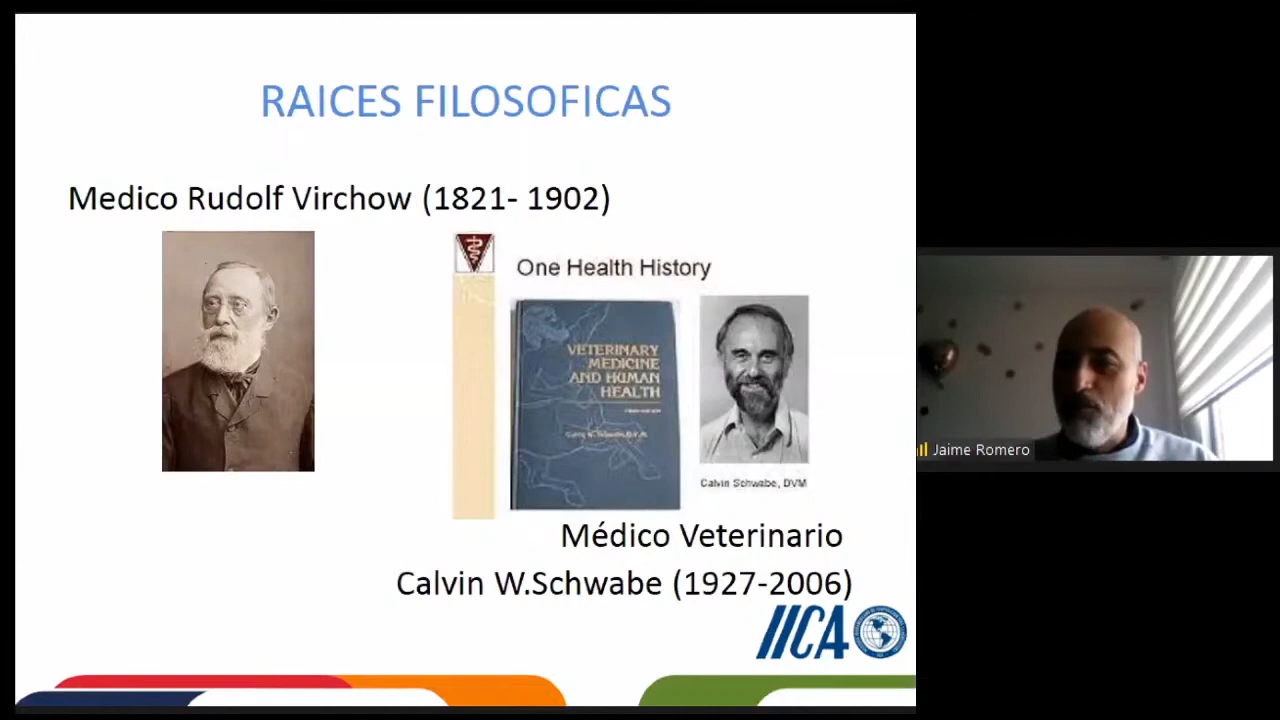 RAICES FILOSOFICAS
Medico Rudolf Virchow (1821- 1902)
One Health History
VETERINARY
MEDICINE
AND HUMAN
HEALTH
Calvin Schwabe, DVM
Médico Veterinario
Calvin W.Schwabe (1927-2006)
IICA
Jaime Romero